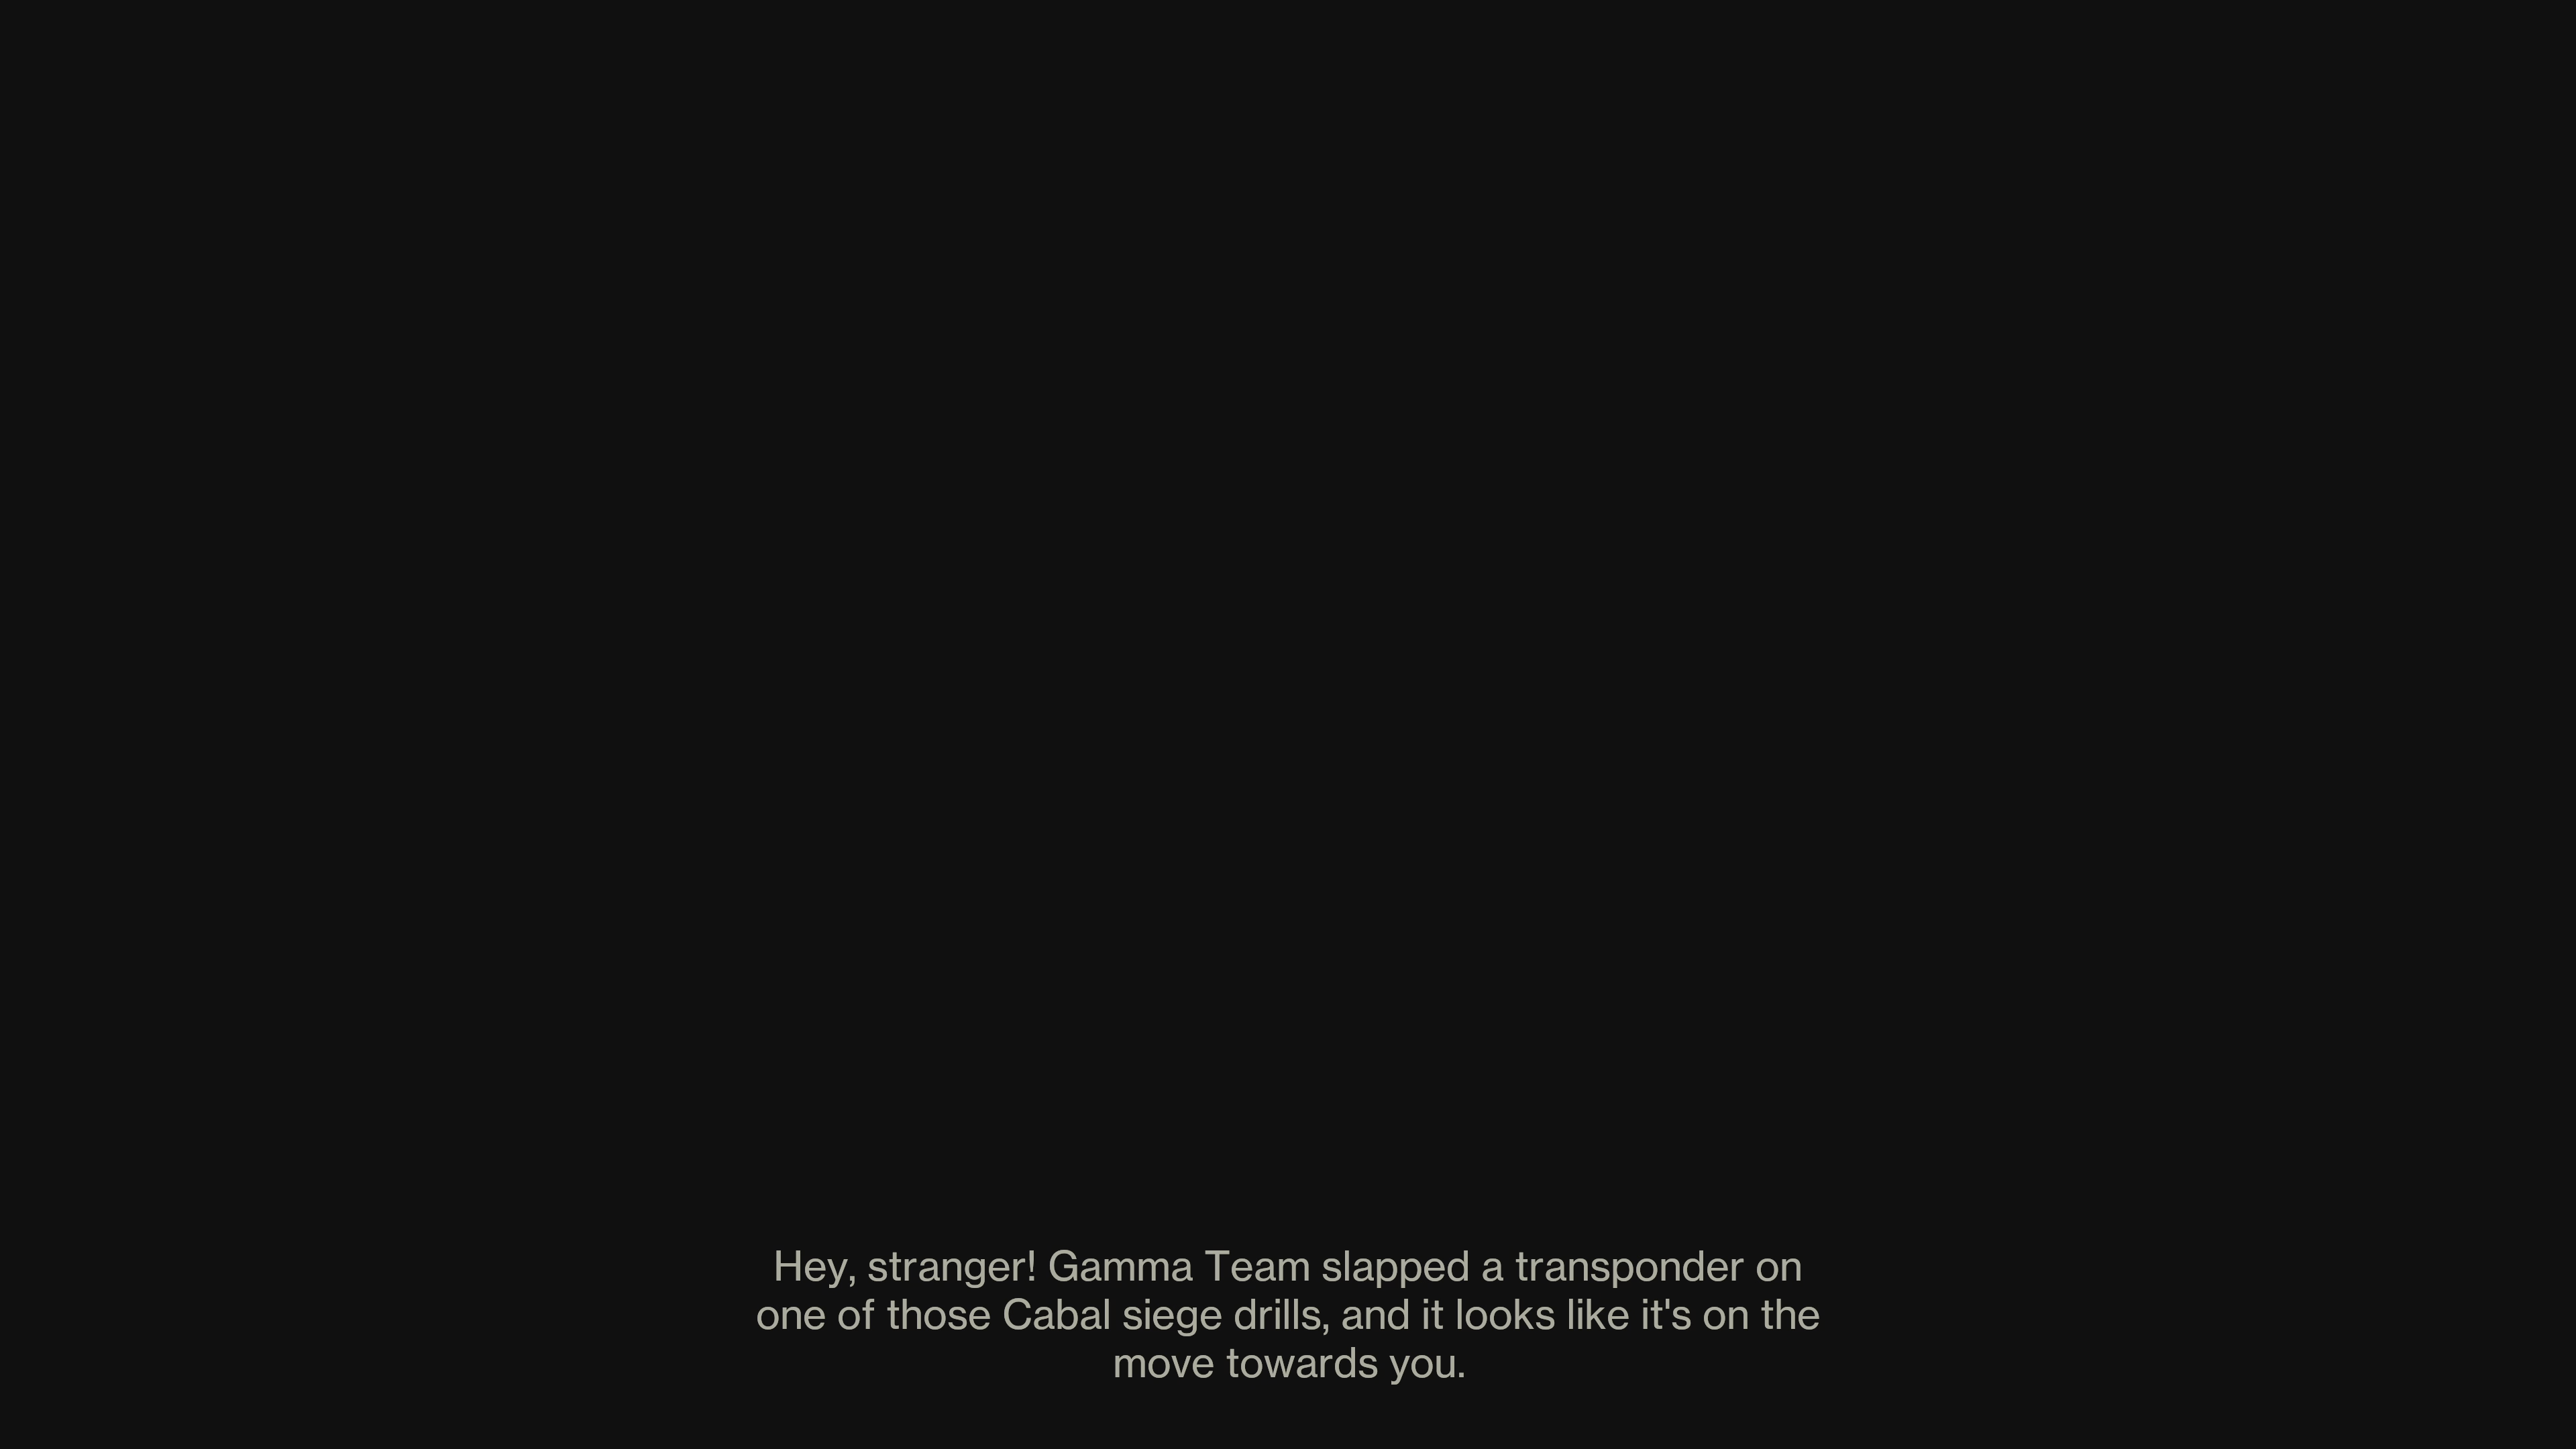 Hey, stranger! Gamma Team slapped a transponder on
one of those Cabal siege drills, and it looks like it's on the
move towards you.